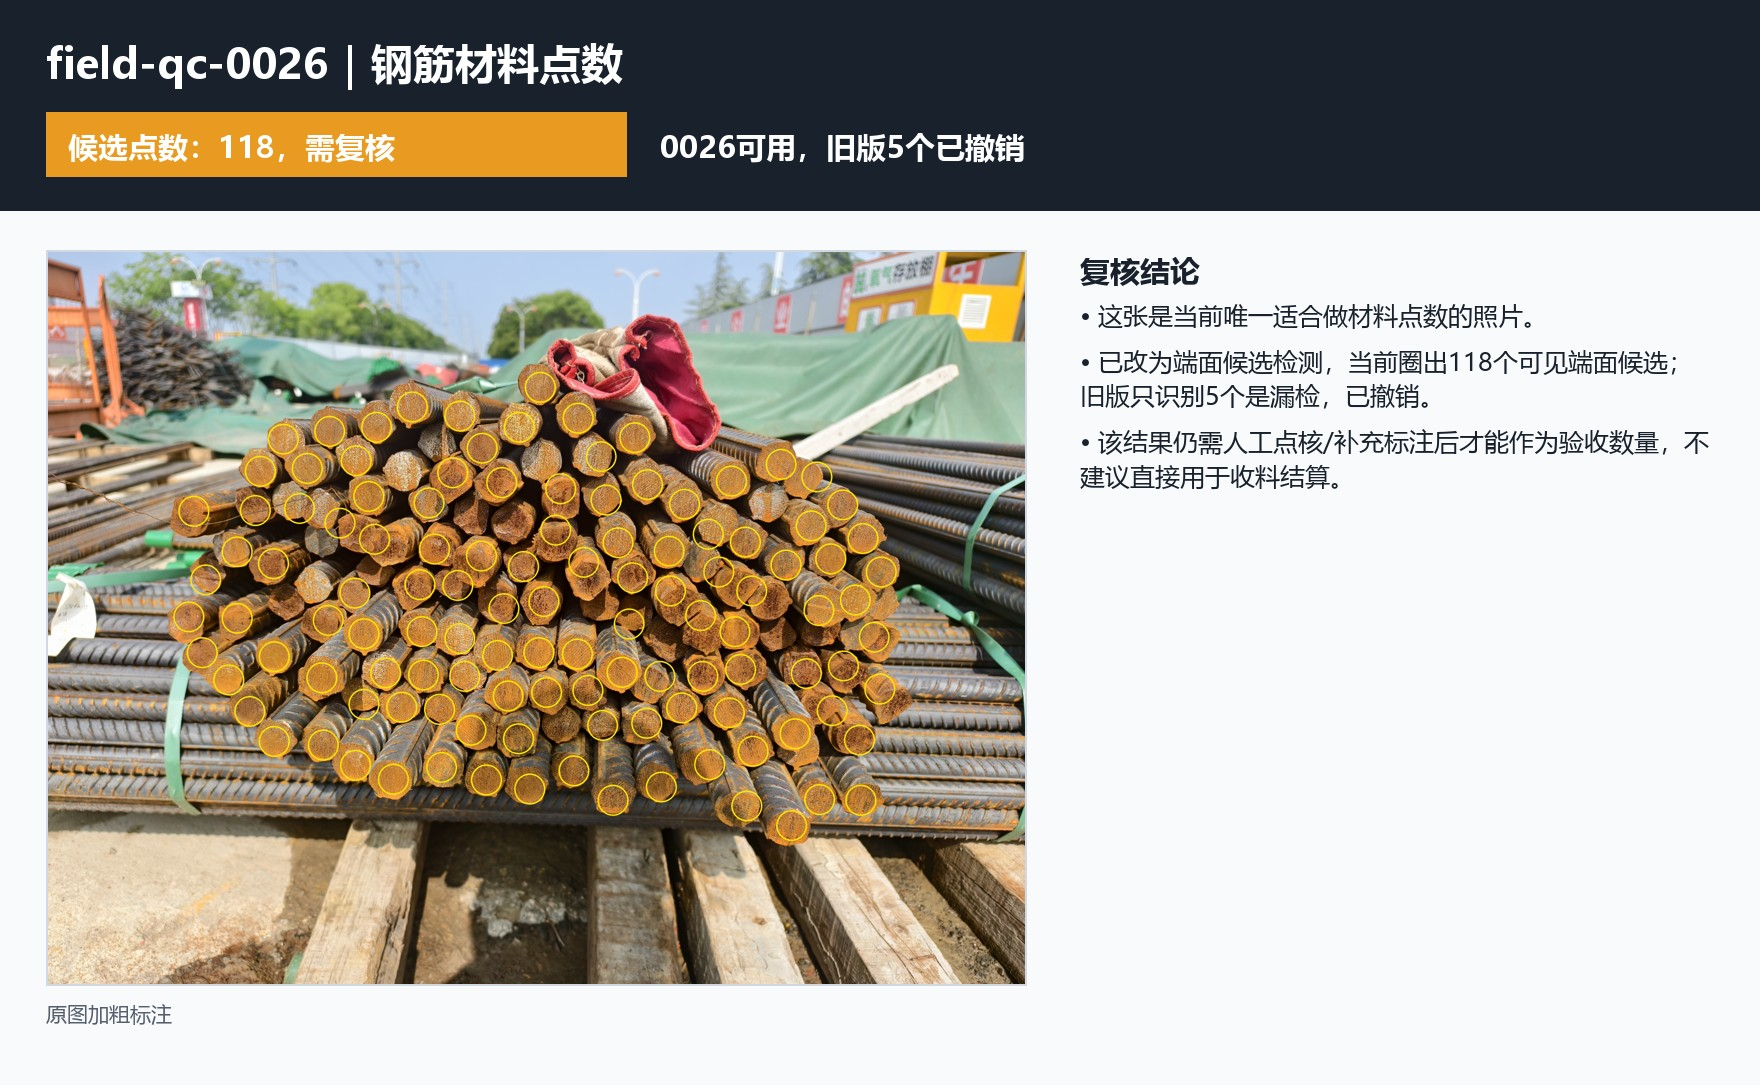 field-qc-0026 | 钢筋材料点数
候选点数：118，需复核
0026可用，旧版5个已撤销
氧气存放棚
复核结论
• 这张是当前唯一适合做材料点数的照片。
• 已改为端面候选检测，当前圈出118个可见端面候选；
旧版只识别5个是漏检，已撤销。
• 该结果仍需人工点核/补充标注后才能作为验收数量，不
建议直接用于收料结算。
原图加粗标注